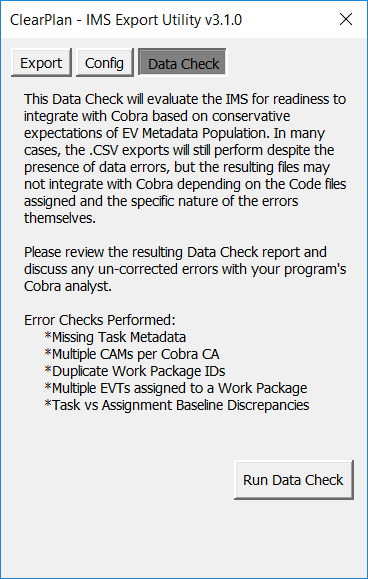 ClearPlan - IMS Export Utility v3.1.0
Export Config Data Check
This Data Check will evaluate the IMS for readiness to
integrate with Cobra based on conservative
expectations of EV Metadata Population. In many
cases, the .CSV exports will still perform despite the
presence of data errors, but the resulting files may
not integrate with Cobra depending on the Code files
assigned and the specific nature of the errors
themselves.
Please review the resulting Data Check report and
discuss any un-corrected errors with your program's
Cobra analyst.
Error Checks Performed:
*Missing Task Metadata
*Multiple CAMs per Cobra CA
*Duplicate Work Package IDs
*Multiple EVTs assigned to a Work Package
*Task vs Assignment Baseline Discrepancies
Run Data Check